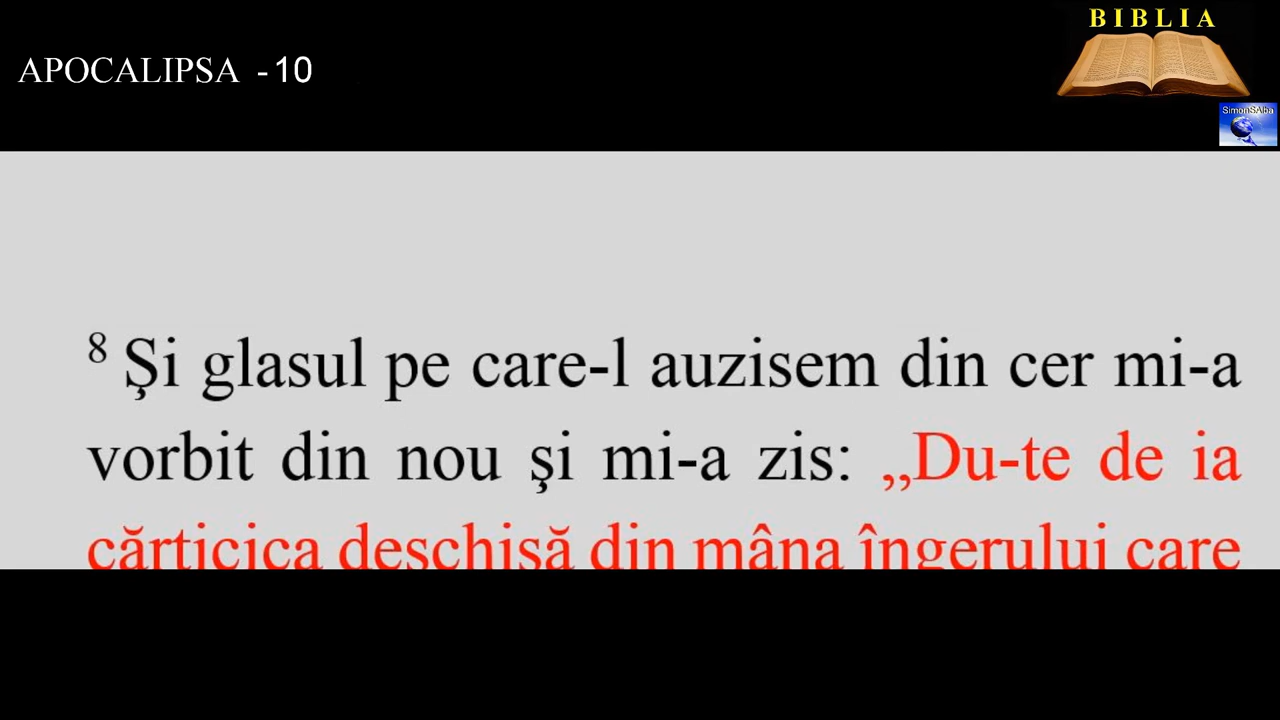 BIBLIA
APOCALIPSA - 10
SimonSAlba
8 Şi glasul pe care-l auzisem din cer mi-a
vorbit din nou şi mi-a zis: „Du-te de ia
cărticica deschisă din mâna îngerului care